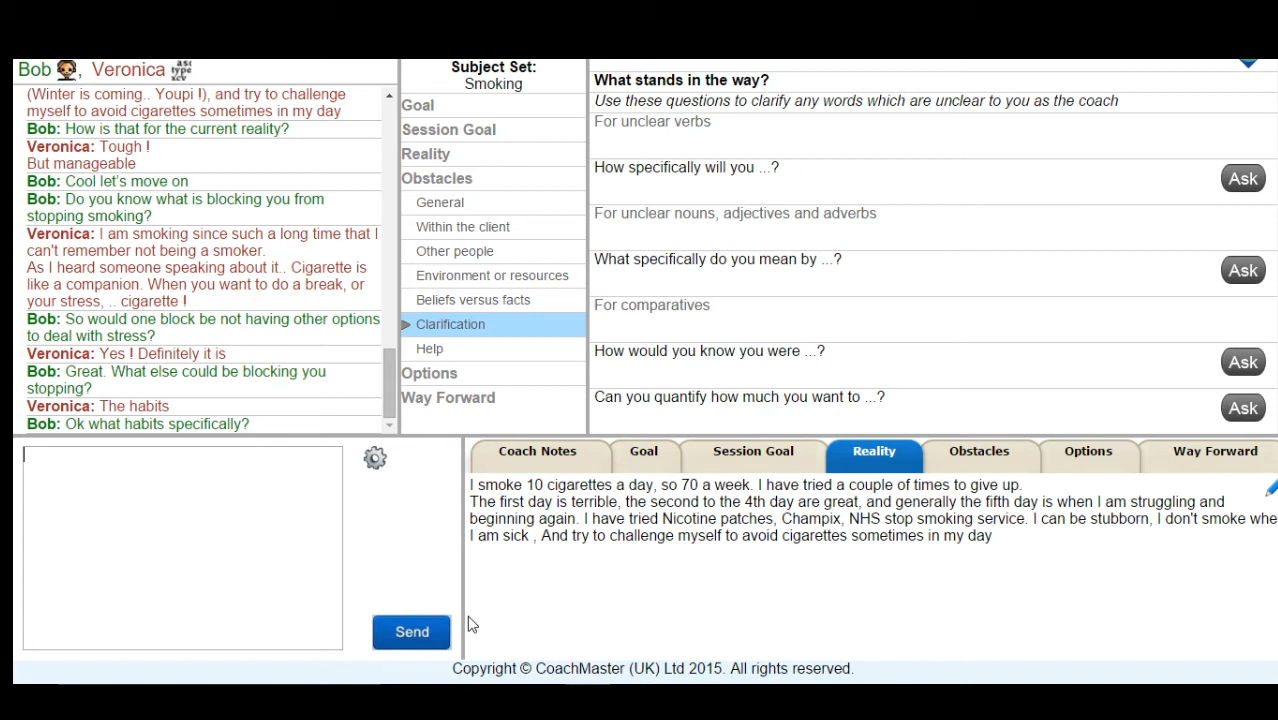 Bob , Veronica
(Winter is coming.. Youpi !), and try to challenge
myself to avoid cigarettes sometimes in my day
Bob: How is that for the current reality?
Veronica: Tough !
But manageable
Bob: Cool let's move on
Bob: Do you know what is blocking you from
stopping smoking?
Veronica: I am smoking since such a long time that I
can't remember not being a smoker.
As I heard someone speaking about it.. Cigarette is
like a companion. When you want to do a break, or
your stress, .. cigarette !
Bob: So would one block be not having other options
to deal with stress?
Veronica: Yes ! Definitely it is
Bob: Great. What else could be blocking you
stopping?
Veronica: The habits
Bob: Ok what habits specifically?
Subject Set:
Smoking
Goal
Session Goal
Reality
Obstacles
General
Within the client
Other people
Environment or resources
Beliefs versus facts
Clarification
Help
Options
Way Forward
What stands in the way?
Use these questions to clarify any words which are unclear to you as the coach
For unclear verbs
How specifically will you ...?
Ask
For unclear nouns, adjectives and adverbs
What specifically do you mean by ...?
Ask
For comparatives
How would you know you were ...?
Ask
Can you quantify how much you want to ...?
Ask
Send
Coach Notes
Goal
Session Goal
Reality
Obstacles
Options
Way Forward
I smoke 10 cigarettes a day, so 70 a week. I have tried a couple of times to give up.
The first day is terrible, the second to the 4th day are great, and generally the fifth day is when I am struggling and
beginning again. I have tried Nicotine patches, Champix, NHS stop smoking service. I can be stubborn, I don't smoke whe
I am sick , And try to challenge myself to avoid cigarettes sometimes in my day
Copyright © CoachMaster (UK) Ltd 2015. All rights reserved.